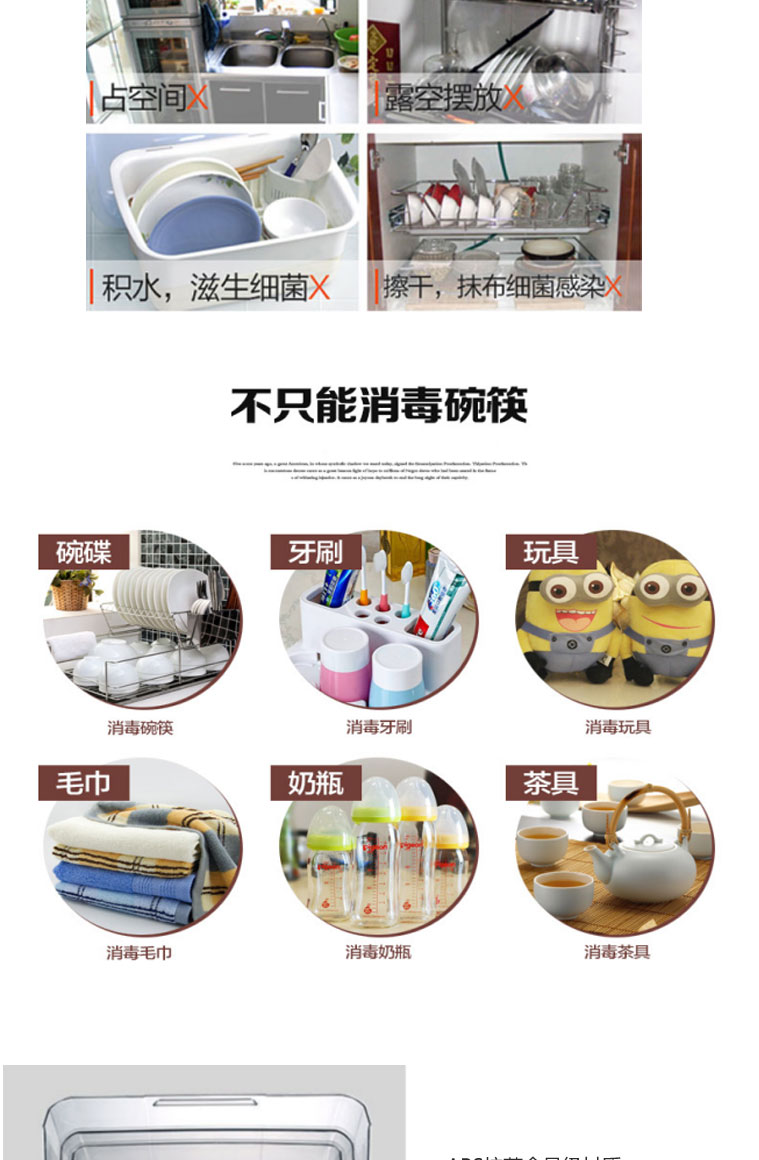 占空间X
露空摆放X
积水，滋生细菌X
擦干，抹布细菌感染X
不只能消毒碗筷
碗碟
牙刷
玩具
消毒碗筷
消毒牙刷
消毒玩具
毛巾
奶瓶
茶具
Pigeon
消毒毛巾
消毒奶瓶
消毒茶具